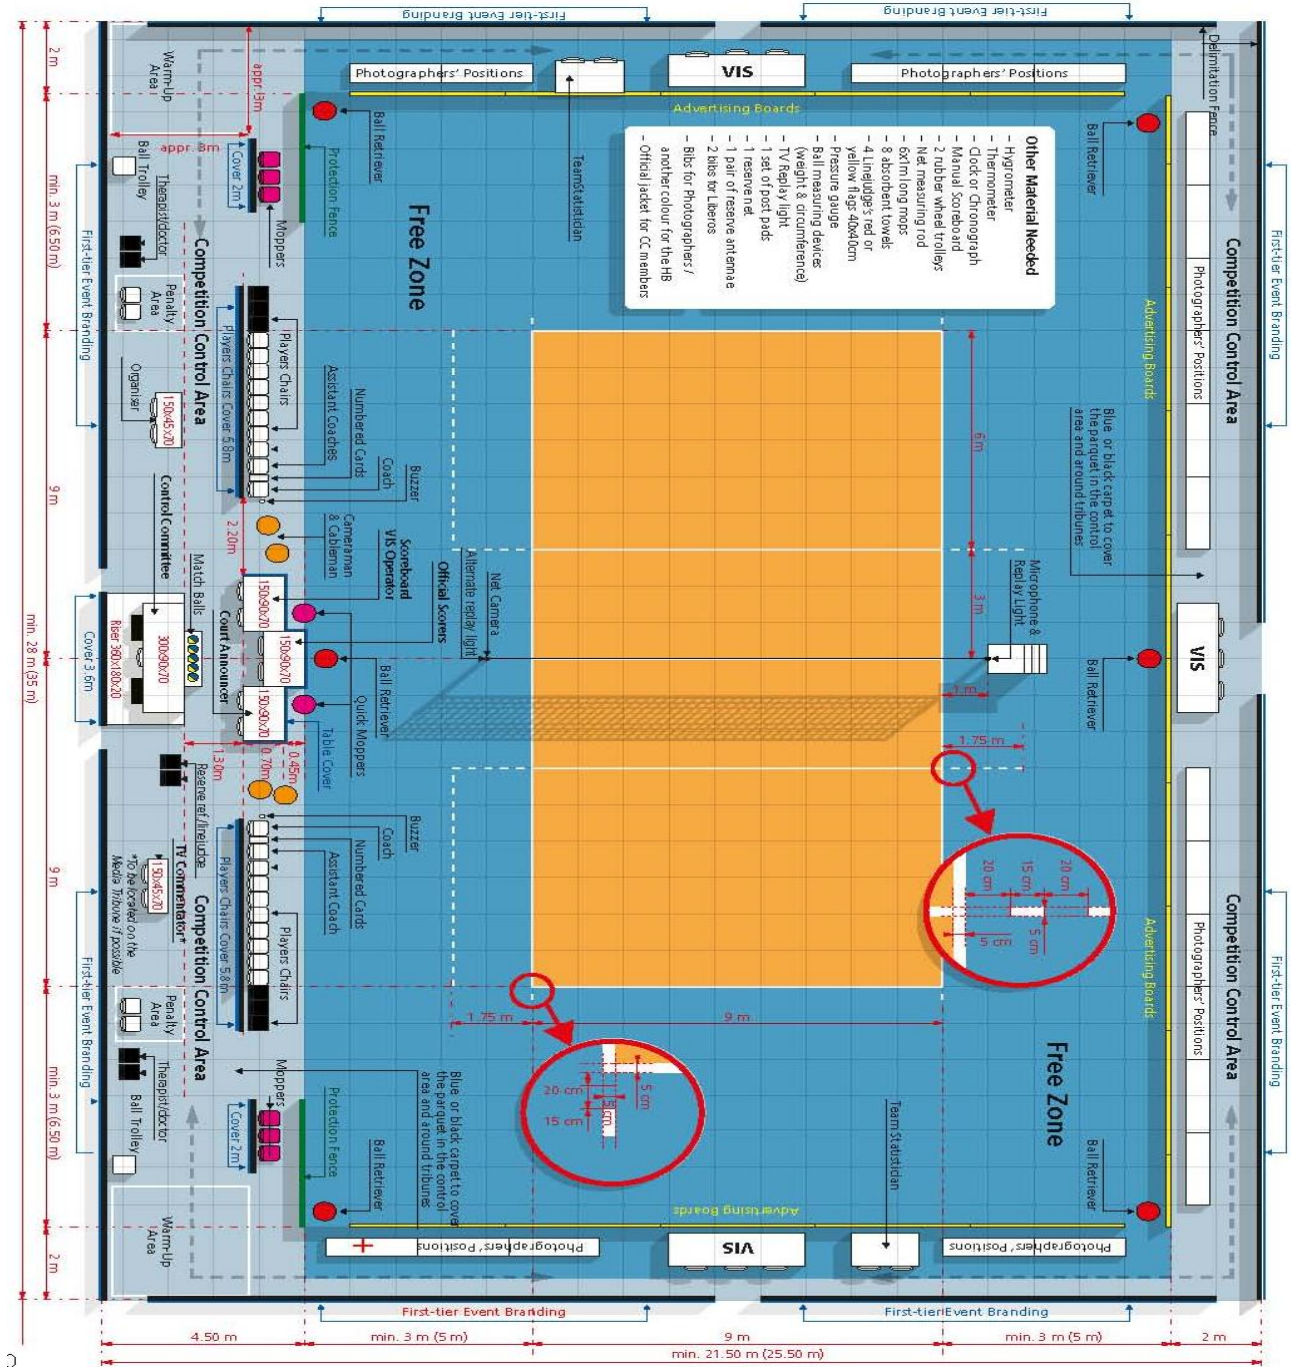 First-tier Event Branding
First-tier Event Branding
2 m
Warm-Up
Area
appr. 3m
appr. 3m
Photographers' Positions
VIS
Photographers' Positions
Advertising Boards
Delimitation Fence
Ball Retriever
TeamStatistician
Ball Retriever
Ball Trolley
Therapist/doctor
Cover 2m
Moppers
Protection Fence
min. 3 m (6.50 m)
First-tier Event Branding
Competition Control Area
Free Zone
Other Material Needed
- Hygrometer
- Thermometer
- Clock or Chronograph
- Manual Scoreboard
- 2 rubber wheel trolleys
- Net measuring rod
- 6x1m long mops
- 8 absorbent towels
- 4 Linejudge's red or
yellow flags 40x40cm
- Pressure gauge
- Ball measuring devices
(weight & circumference)
- TV Replay light
- 1 set of post pads
- 1 reserve net
- 1 pair of reserve antennae
- 2 bibs for Liberos
- Bibs for Photographers /
another colour for the HB
- Official jacket for CC members
Competition Control Area
First-tier Event Branding
Photographers' Positions
Advertising Boards
Penalty
Area
Players Chairs Cover 5.8m
Players Chairs
Organiser
150x45x70
Assistant Coaches
Numbered Cards
Coach
Buzzer
6 m
Blue or black carpet to cover
the parquet in the control
area and around tribunes
9 m
Control Committee
Match Balls
2.20m
Cameraman
& Cableman
Scoreboard
VIS Operator
Official Scorers
Alternate replay light
Net Camera
3 m
Microphone &
Replay Light
150x90x70
150x90x70
150x90x70
Court Announcer
300x90x70
Riser 360x180x20
Cover 3.6m
min. 28 m (35 m)
Ball Retriever
Quick Moppers
Table Cover
1 m
Ball Retriever
VIS
1.30m
0.70m
0.45m
1.75 m
Reserve ref./linejudge
TV Commentator*
150x45x70
*To be located on the
Media Tribune if possible
9 m
First-tier Event Branding
Competition Control Area
Players Chairs Cover 5.8m
Buzzer
Coach
Numbered Cards
Assistant Coach
Players Chairs
20 cm
15 cm
20 cm
5 cm
5 cm
Advertising Boards
Photographers' Positions
Competition Control Area
First-tier Event Branding
Penalty
Area
1.75 m
9 m
Free Zone
min. 3 m (6.50 m)
Therapist/doctor
Ball Trolley
Moppers
Cover 2m
Protection Fence
Blue or black carpet to cover
the parquet in the control
area and around tribunes
Ball Retriever
20 cm
15 cm
5 cm
5 cm
Team Statistician
Ball Retriever
Advertising Boards
Warm-Up
Area
2 m
Photographers' Positions
VIS
Photographers' Positions
First-tier Event Branding
First-tier Event Branding
4.50 m
min. 3 m (5 m)
9 m
min. 3 m (5 m)
2 m
min. 21.50 m (25.50 m)